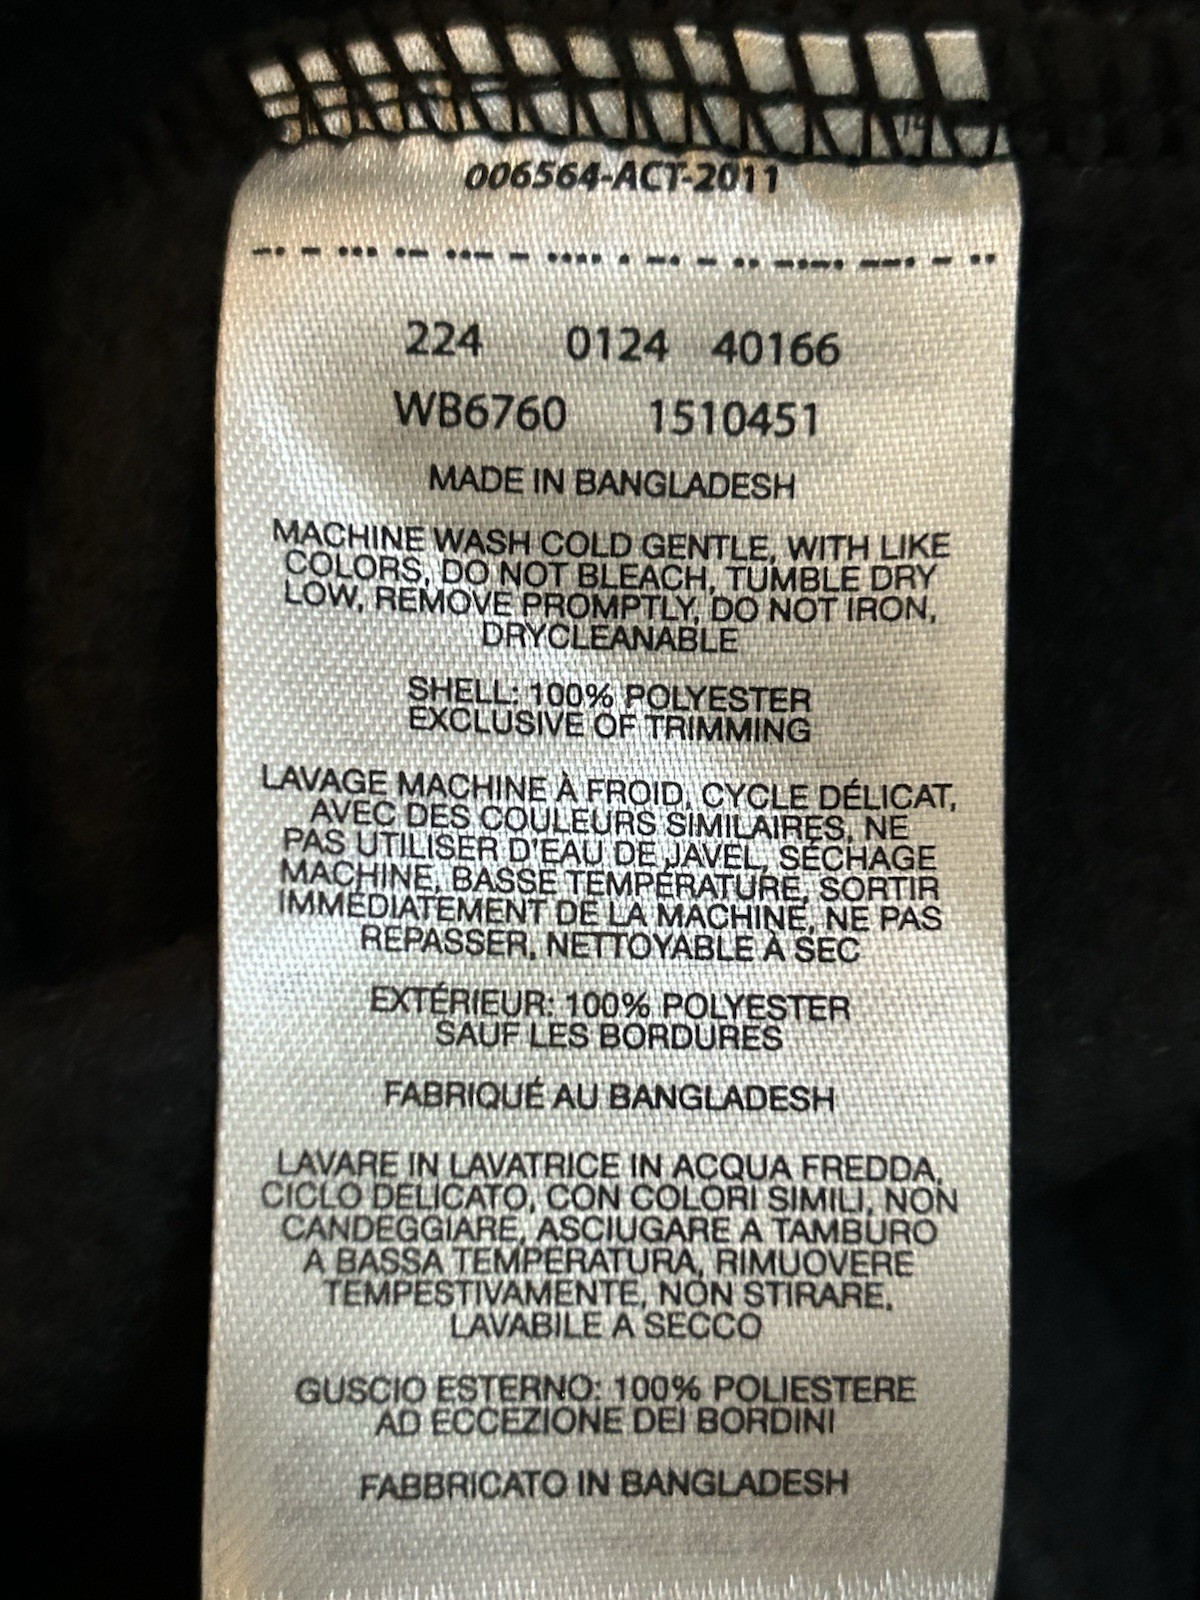 006564-ACT-2011
224 0124 40166
WB6760 1510451
MADE IN BANGLADESH
MACHINE WASH COLD GENTLE, WITH LIKE
COLORS, DO NOT BLEACH, TUMBLE DRY
LOW, REMOVE PROMPTLY, DO NOT IRON,
DRYCLEANABLE
SHELL: 100% POLYESTER
EXCLUSIVE OF TRIMMING
LAVAGE MACHINE À FROID, CYCLE DÉLICAT,
AVEC DES COULEURS SIMILAIRES, NE
PAS UTILISER D'EAU DE JAVEL, SÉCHAGE
MACHINE, BASSE TEMPÉRATURE, SORTIR
IMMÉDIATEMENT DE LA MACHINE, NE PAS
REPASSER, NETTOYABLE À SEC
EXTÉRIEUR: 100% POLYESTER
SAUF LES BORDURES
FABRIQUÉ AU BANGLADESH
LAVARE IN LAVATRICE IN ACQUA FREDDA,
CICLO DELICATO, CON COLORI SIMILI, NON
CANDEGGIARE, ASCIUGARE A TAMBURO
A BASSA TEMPERATURA, RIMUOVERE
TEMPESTIVAMENTE, NON STIRARE,
LAVABILE A SECCO
GUSCIO ESTERNO: 100% POLIESTERE
AD ECCEZIONE DEI BORDINI
FABBRICATO IN BANGLADESH